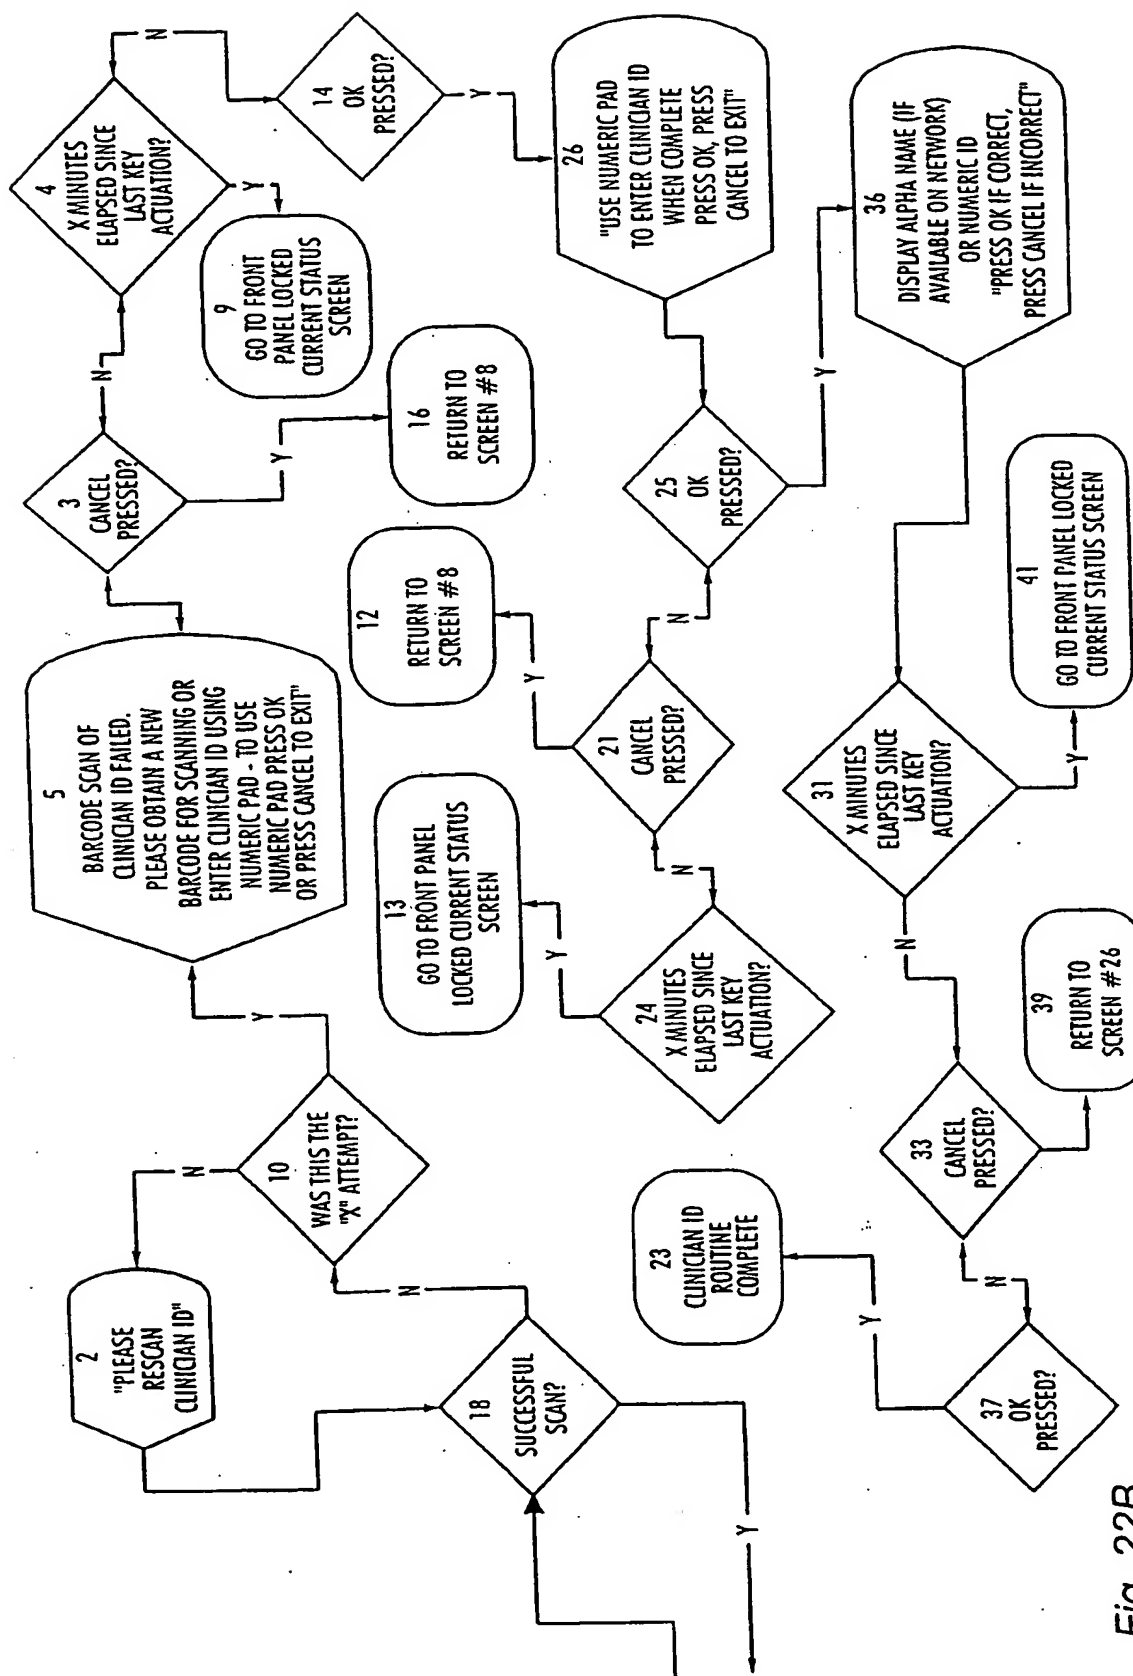 2
"PLEASE
RESCAN
CLINICIAN ID"
N
10
WAS THIS THE
"X" ATTEMPT?
Y
N
18
SUCCESSFUL
SCAN?
Y
5
BARCODE SCAN OF
CLINICIAN ID FAILED.
PLEASE OBTAIN A NEW
BARCODE FOR SCANNING OR
ENTER CLINICIAN ID USING
NUMERIC PAD - TO USE
NUMERIC PAD PRESS OK
OR PRESS CANCEL TO EXIT"
3
CANCEL
PRESSED?
N
Y
16
RETURN TO
SCREEN #8
4
X MINUTES
ELAPSED SINCE
LAST KEY
ACTUATION?
Y
9
GO TO FRONT
PANEL LOCKED
CURRENT STATUS
SCREEN
N
14
OK
PRESSED?
Y
26
"USE NUMERIC PAD
TO ENTER CLINICIAN ID
WHEN COMPLETE
PRESS OK, PRESS
CANCEL TO EXIT"
25
OK
PRESSED?
N
Y
21
CANCEL
PRESSED?
Y
12
RETURN TO
SCREEN #8
N
24
X MINUTES
ELAPSED SINCE
LAST KEY
ACTUATION?
Y
13
GO TO FRONT PANEL
LOCKED CURRENT STATUS
SCREEN
36
DISPLAY ALPHA NAME (IF
AVAILABLE ON NETWORK)
OR NUMERIC ID
"PRESS OK IF CORRECT,
PRESS CANCEL IF INCORRECT"
31
X MINUTES
ELAPSED SINCE
LAST KEY
ACTUATION?
Y
41
GO TO FRONT PANEL LOCKED
CURRENT STATUS SCREEN
N
33
CANCEL
PRESSED?
Y
39
RETURN TO
SCREEN #26
N
37
OK
PRESSED?
Y
23
CLINICIAN ID
ROUTINE
COMPLETE
Fig. 22B